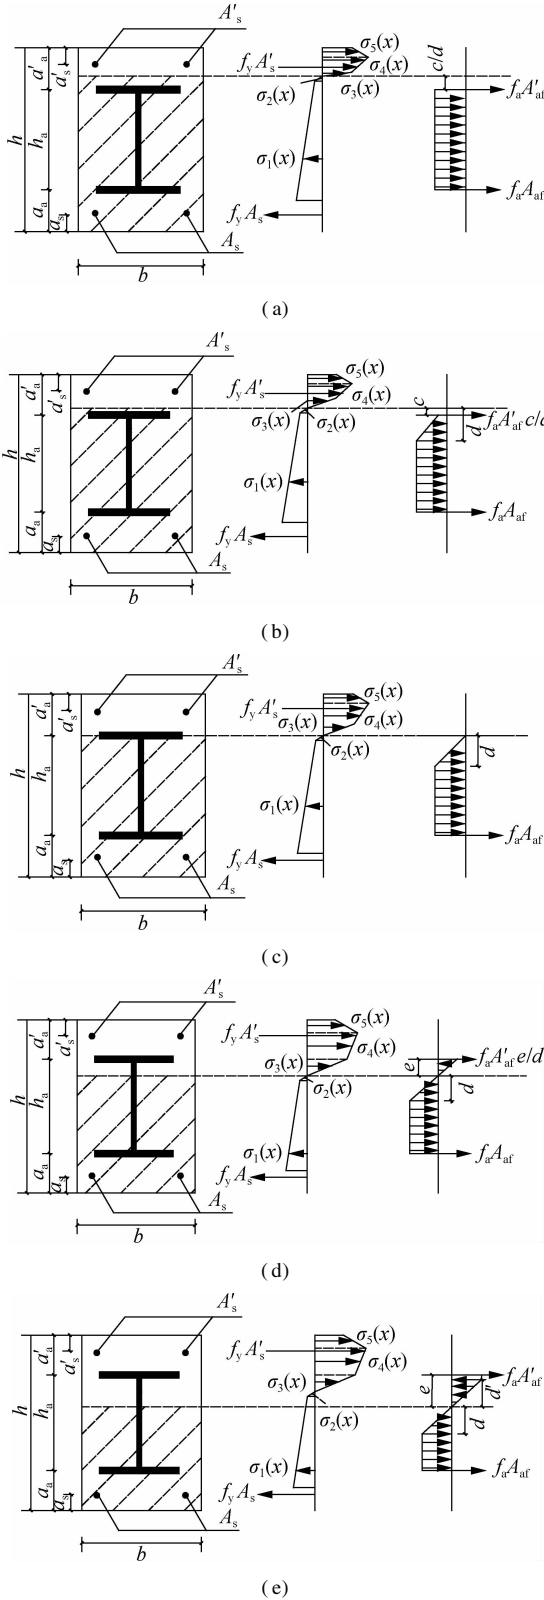 A′s
σ5(x)
c/d
a′a
a′s
fyA′s
σ4(x)
faA′af
σ2(x)
σ3(x)
h
ha
σ1(x)
aa
as
faAaf
fyAs
As
b
(a)
A′s
σ5(x)
a′a
a′s
fyA′s
σ4(x)
c
σ3(x)
σ2(x)
d
faA′af c/d
h
ha
σ1(x)
aa
as
faAaf
fyAs
As
b
(b)
A′s
σ5(x)
a′a
a′s
fyA′s
σ3(x)
σ4(x)
σ2(x)
d
h
ha
σ1(x)
aa
as
faAaf
fyAs
As
b
(c)
A′s
σ5(x)
a′a
a′s
fyA′s
σ4(x)
σ3(x)
e
faA′af e/d
σ2(x)
d
h
ha
σ1(x)
aa
as
faAaf
fyAs
As
b
(d)
A′s
σ5(x)
a′a
a′s
fyA′s
σ4(x)
faA′af
σ3(x)
e
d′
σ2(x)
d
h
ha
σ1(x)
aa
as
faAaf
fyAs
As
b
(e)